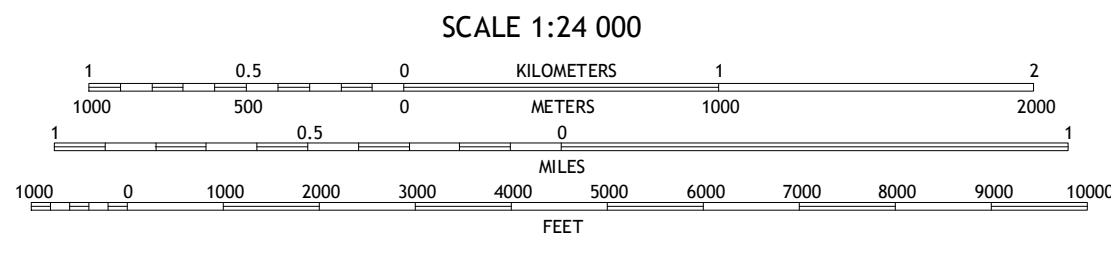 SCALE 1:24 000
1 0.5 0 KILOMETERS 1 2
1000 500 0 METERS 1000 2000
1 0.5 0 1
MILES
1000 0 1000 2000 3000 4000 5000 6000 7000 8000 9000 10000
FEET